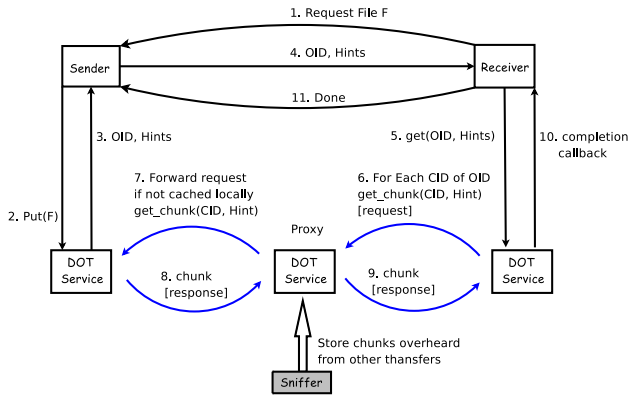 1. Request File F
Sender
4. OID, Hints
Receiver
11. Done
3. OID, Hints
5. get(OID, Hints)
10. completion
callback
2. Put(F)
7. Forward request
if not cached locally
get_chunk(CID, Hint)
6. For Each CID of OID
get_chunk(CID, Hint)
[request]
Proxy
DOT
Service
8. chunk
[response]
DOT
Service
9. chunk
[response]
DOT
Service
Store chunks overheard
from other thansfers
Sniffer